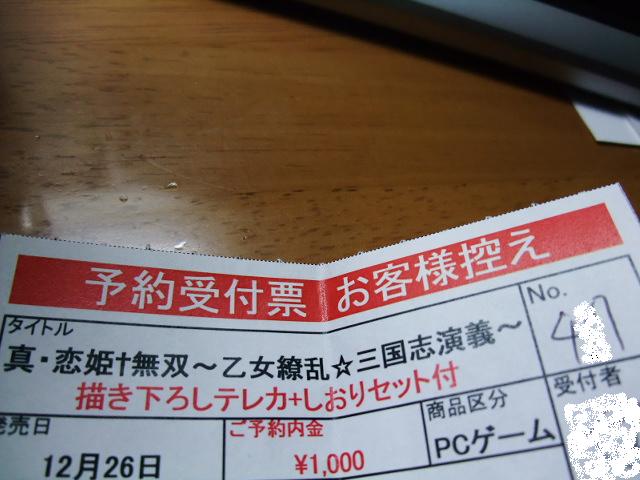 予約受付票 お客様控え
タイトル
No.
真・恋姫†無双～乙女繚乱☆三国志演義～
描き下ろしテレカ+しおりセット付
受付者
発売日
ご予約内金
商品区分
12月26日
¥1,000
PCゲーム